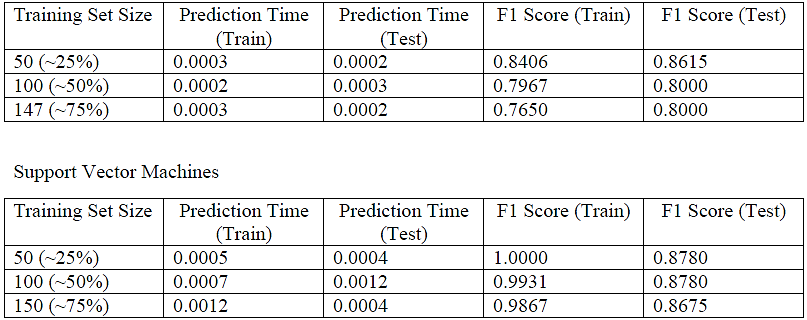 Training Set Size Prediction Time (Train) Prediction Time (Test) F1 Score (Train) F1 Score (Test)
50 (~25%) 0.0003 0.0002 0.8406 0.8615
100 (~50%) 0.0002 0.0003 0.7967 0.8000
147 (~75%) 0.0003 0.0002 0.7650 0.8000
Support Vector Machines
Training Set Size Prediction Time (Train) Prediction Time (Test) F1 Score (Train) F1 Score (Test)
50 (~25%) 0.0005 0.0004 1.0000 0.8780
100 (~50%) 0.0007 0.0012 0.9931 0.8780
150 (~75%) 0.0012 0.0004 0.9867 0.8675